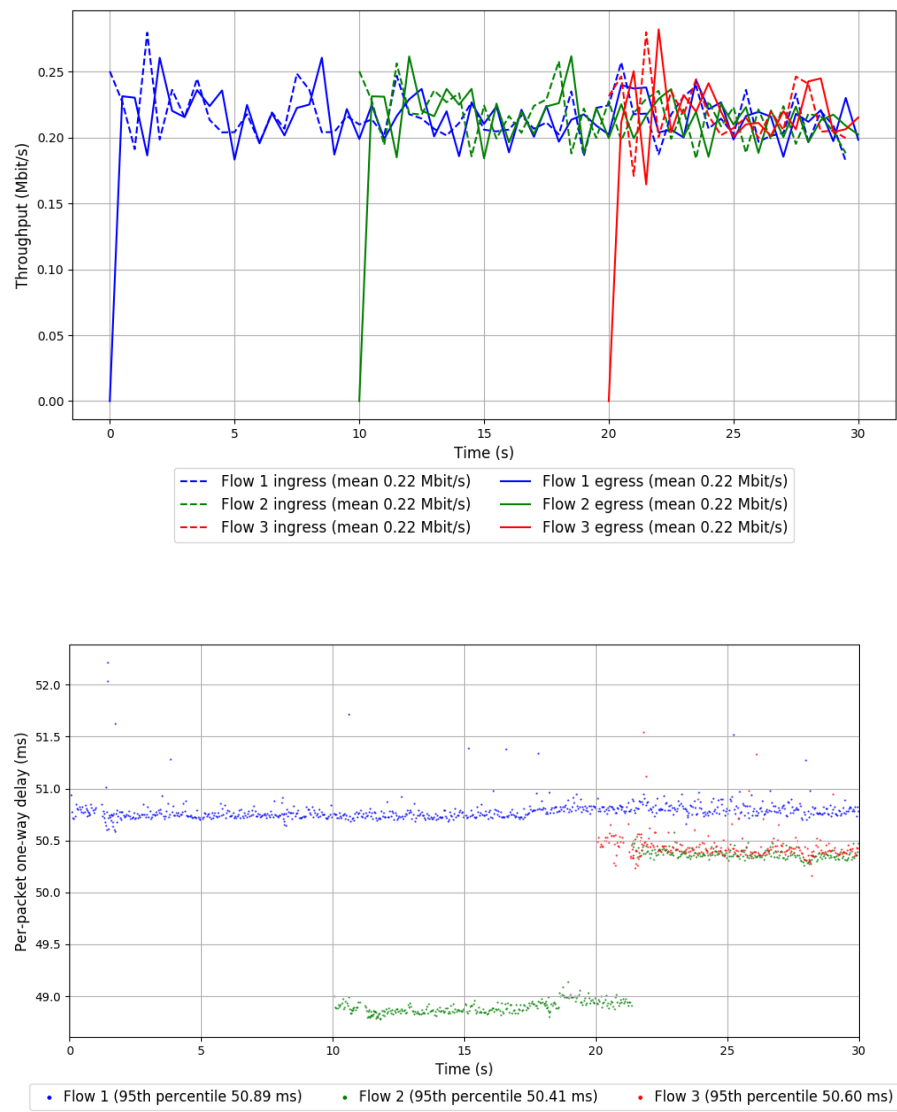 0.25
0.20
0.15
0.10
0.05
0.00
Throughput (Mbit/s)
0 5 10 15 20 25 30
Time (s)
Flow 1 ingress (mean 0.22 Mbit/s) Flow 1 egress (mean 0.22 Mbit/s)
Flow 2 ingress (mean 0.22 Mbit/s) Flow 2 egress (mean 0.22 Mbit/s)
Flow 3 ingress (mean 0.22 Mbit/s) Flow 3 egress (mean 0.22 Mbit/s)
52.0
51.5
51.0
50.5
50.0
49.5
49.0
Per-packet one-way delay (ms)
0 5 10 15 20 25 30
Time (s)
Flow 1 (95th percentile 50.89 ms) Flow 2 (95th percentile 50.41 ms) Flow 3 (95th percentile 50.60 ms)